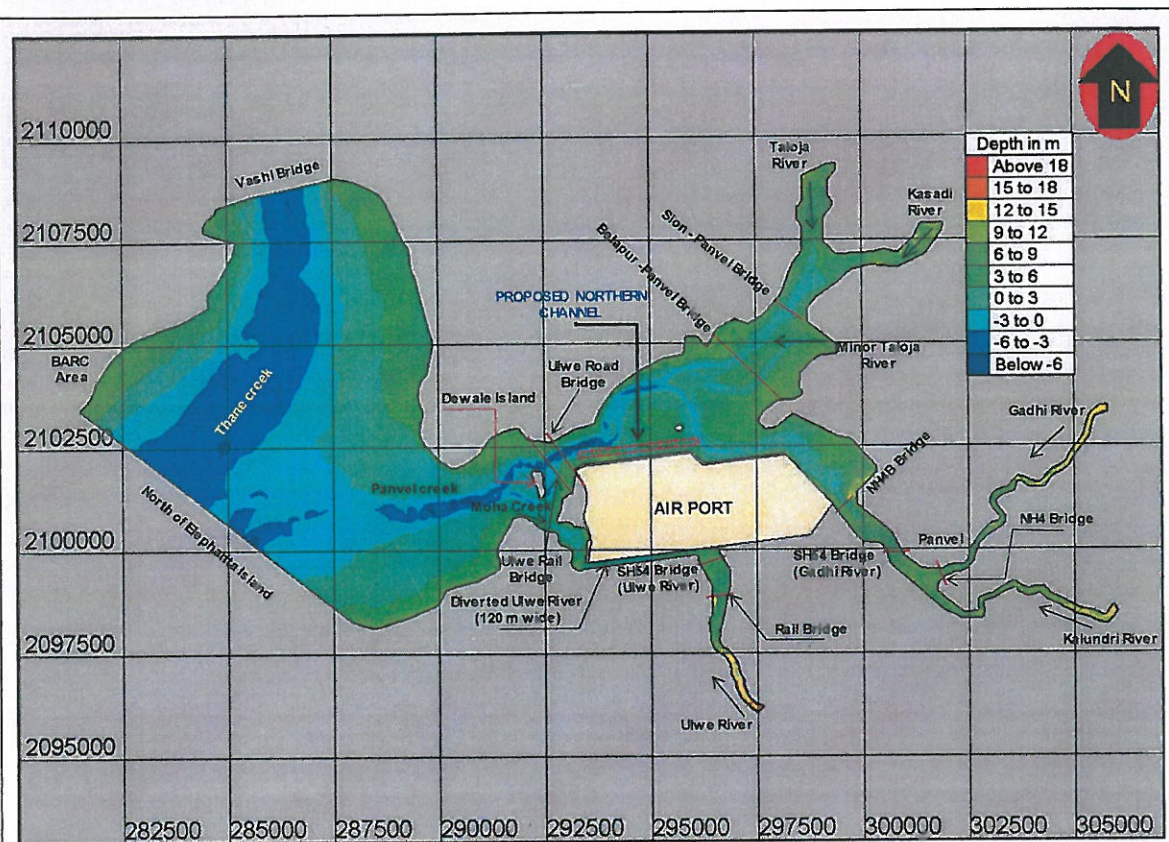 N
2110000
2107500
2105000
2102500
2100000
2097500
2095000
282500
285000
287500
290000
292500
295000
297500
300000
302500
305000
Depth in m
Above 18
15 to 18
12 to 15
9 to 12
6 to 9
3 to 6
0 to 3
-3 to 0
-6 to -3
Below -6
Vashi Bridge
Taloja
River
Kasadi
River
Sion - Panvel Bridge
Belapur - Panvel Bridge
PROPOSED NORTHERN
CHANNEL
Minor Taloja
River
BARC
Area
Thane creek
Ulwe Road
Bridge
Dewale Island
Gadhi River
NH4B Bridge
Panvel creek
Moha Creek
AIR PORT
NH4 Bridge
Panvel
North of Elephanta Island
Ulwe Rail
Bridge
SH54 Bridge
(Ulwe River)
SH54 Bridge
(Gadhi River)
Diverted Ulwe River
(120 m wide)
Rail Bridge
Kalundri River
Ulwe River